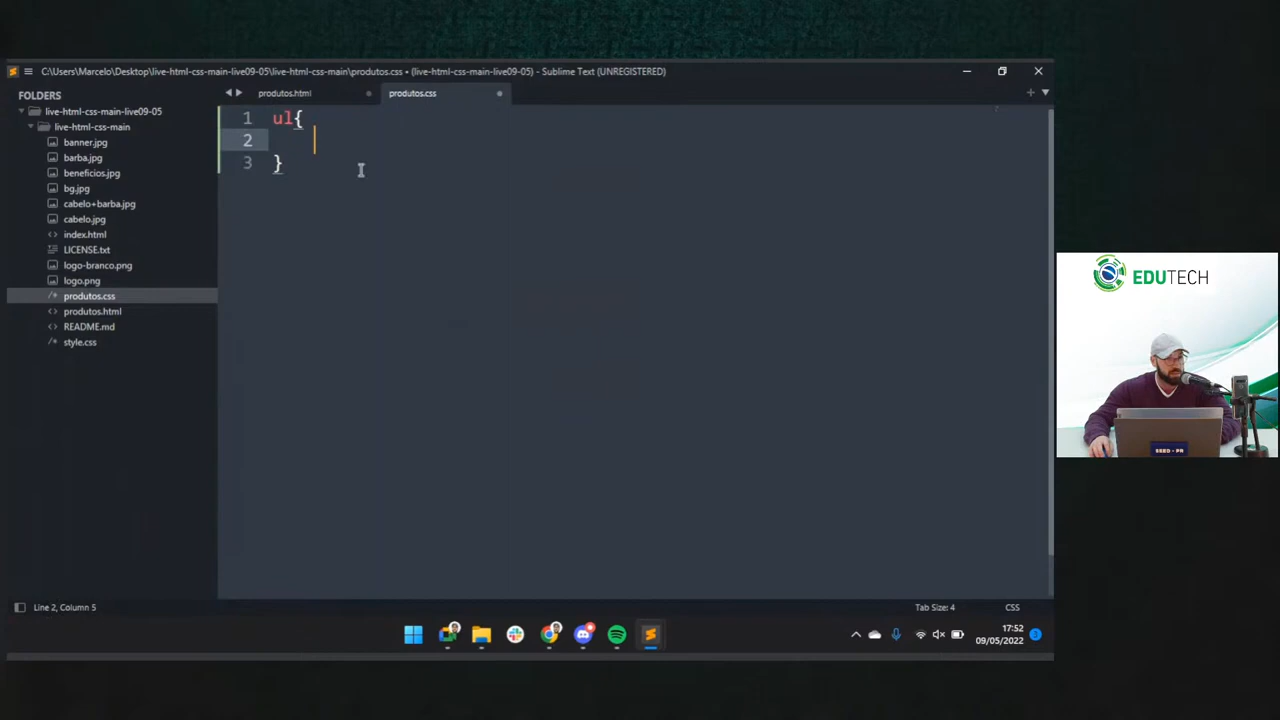 C:\Users\Marcelo\Desktop\live-html-css-main-live09-05\live-html-css-main\produtos.css • (live-html-css-main-live09-05) - Sublime Text (UNREGISTERED)
FOLDERS
produtos.html
produtos.css
live-html-css-main-live09-05
live-html-css-main
banner.jpg
barba.jpg
beneficios.jpg
bg.jpg
cabelo+barba.jpg
cabelo.jpg
index.html
LICENSE.txt
logo-branco.png
logo.png
produtos.css
produtos.html
README.md
style.css
1 ul{
2
3 }
EDUTECH
SEED - PR
Line 2, Column 5
Tab Size: 4
CSS
17:52
09/05/2022
3